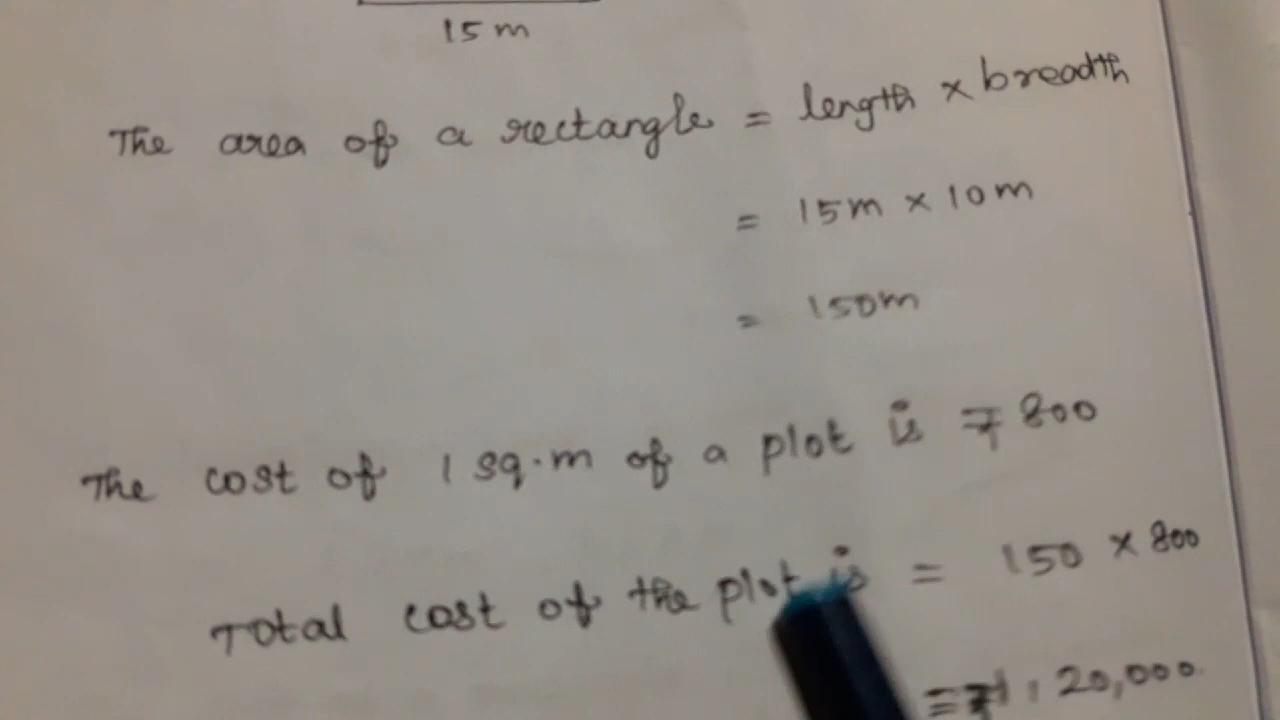 15 m
The area of a rectangle = length × breadth
= 15m × 10m
= 150m
The cost of 1 sq.m of a plot is ₹ 800
Total cost of the plot is = 150 × 800
= ₹1,20,000